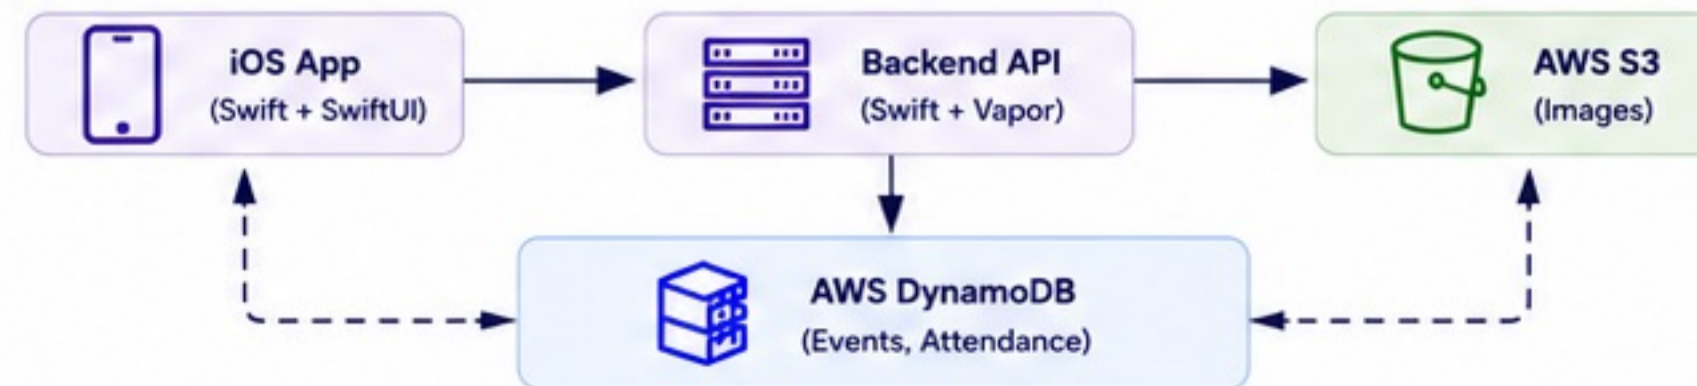 iOS App
(Swift + SwiftUI)
Backend API
(Swift + Vapor)
AWS S3
(Images)
AWS DynamoDB
(Events, Attendance)